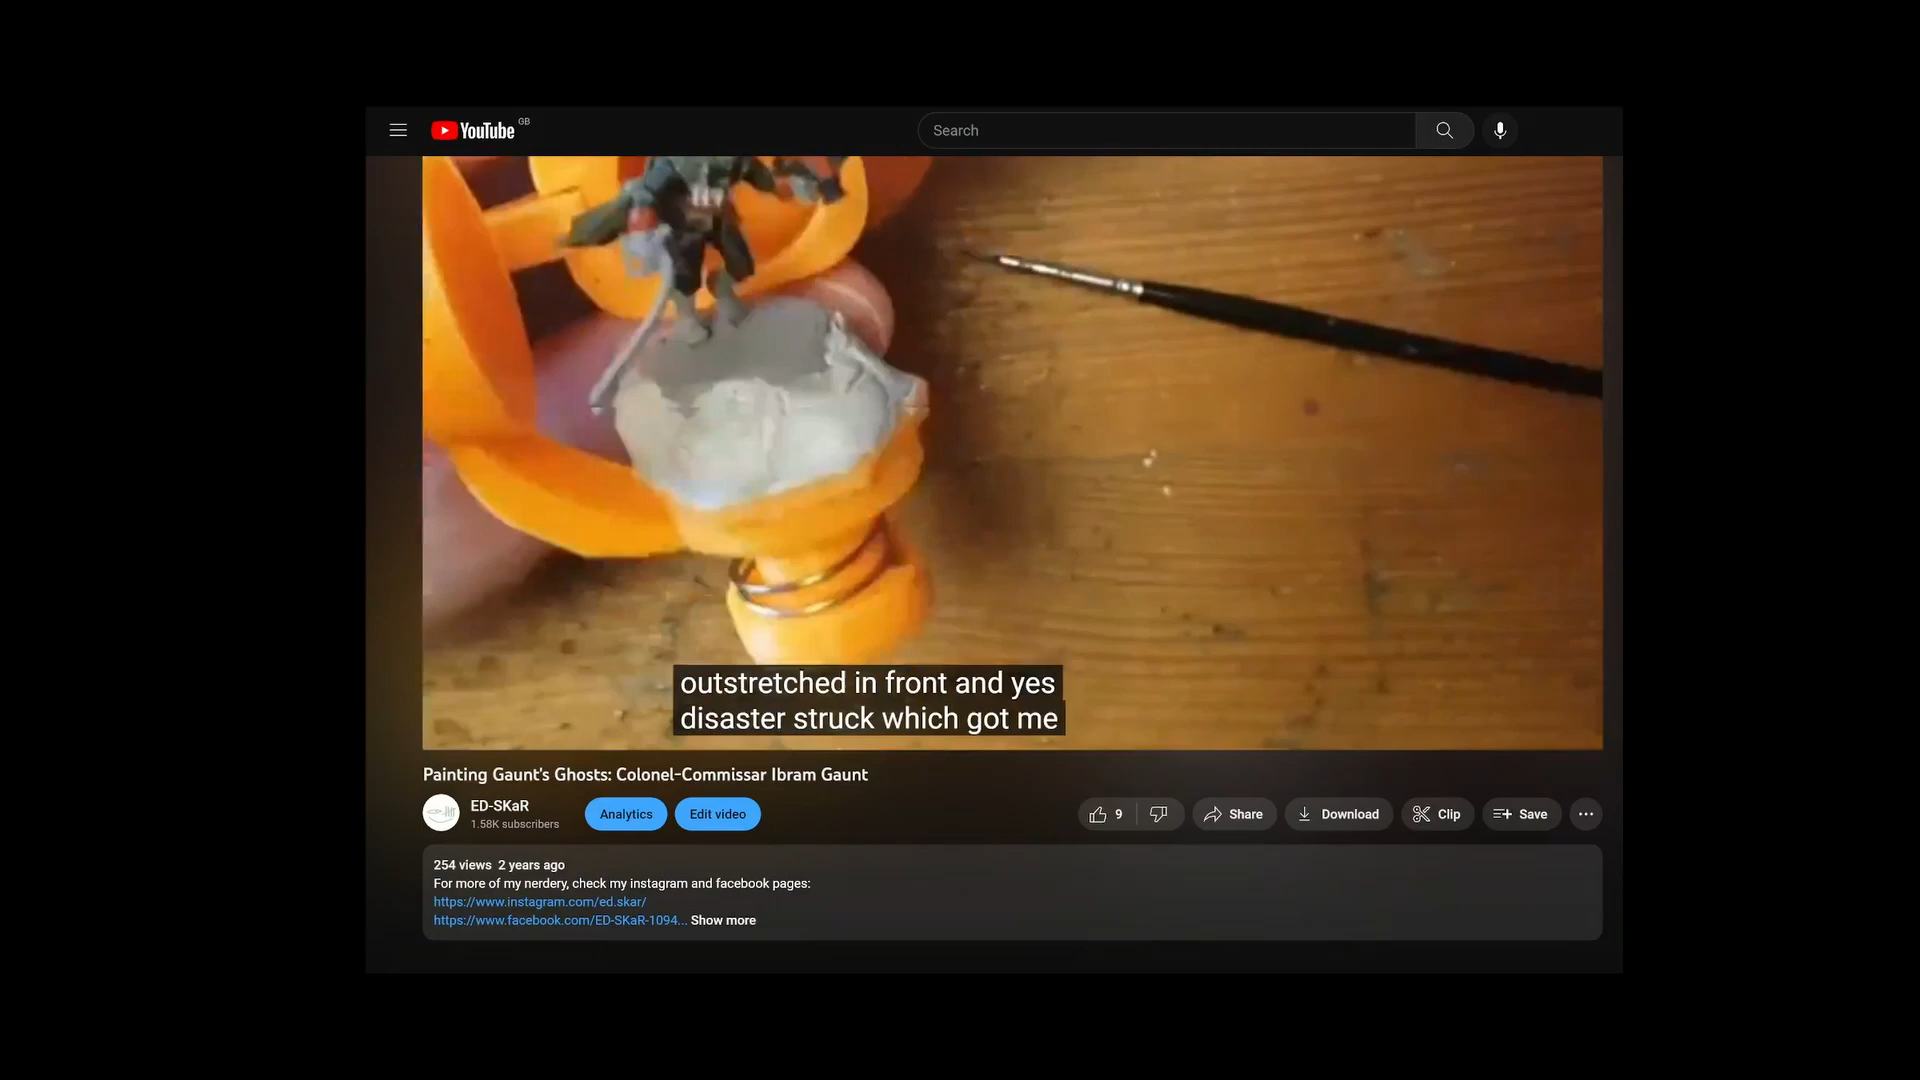 YouTube GB
Search
outstretched in front and yes
disaster struck which got me
Painting Gaunt's Ghosts: Colonel-Commissar Ibram Gaunt
ED-SKaR
1.58K subscribers
Analytics
Edit video
9
Share
Download
Clip
Save
254 views 2 years ago
For more of my nerdery, check my instagram and facebook pages:
https://www.instagram.com/ed.skar/
https://www.facebook.com/ED-SKaR-1094... Show more